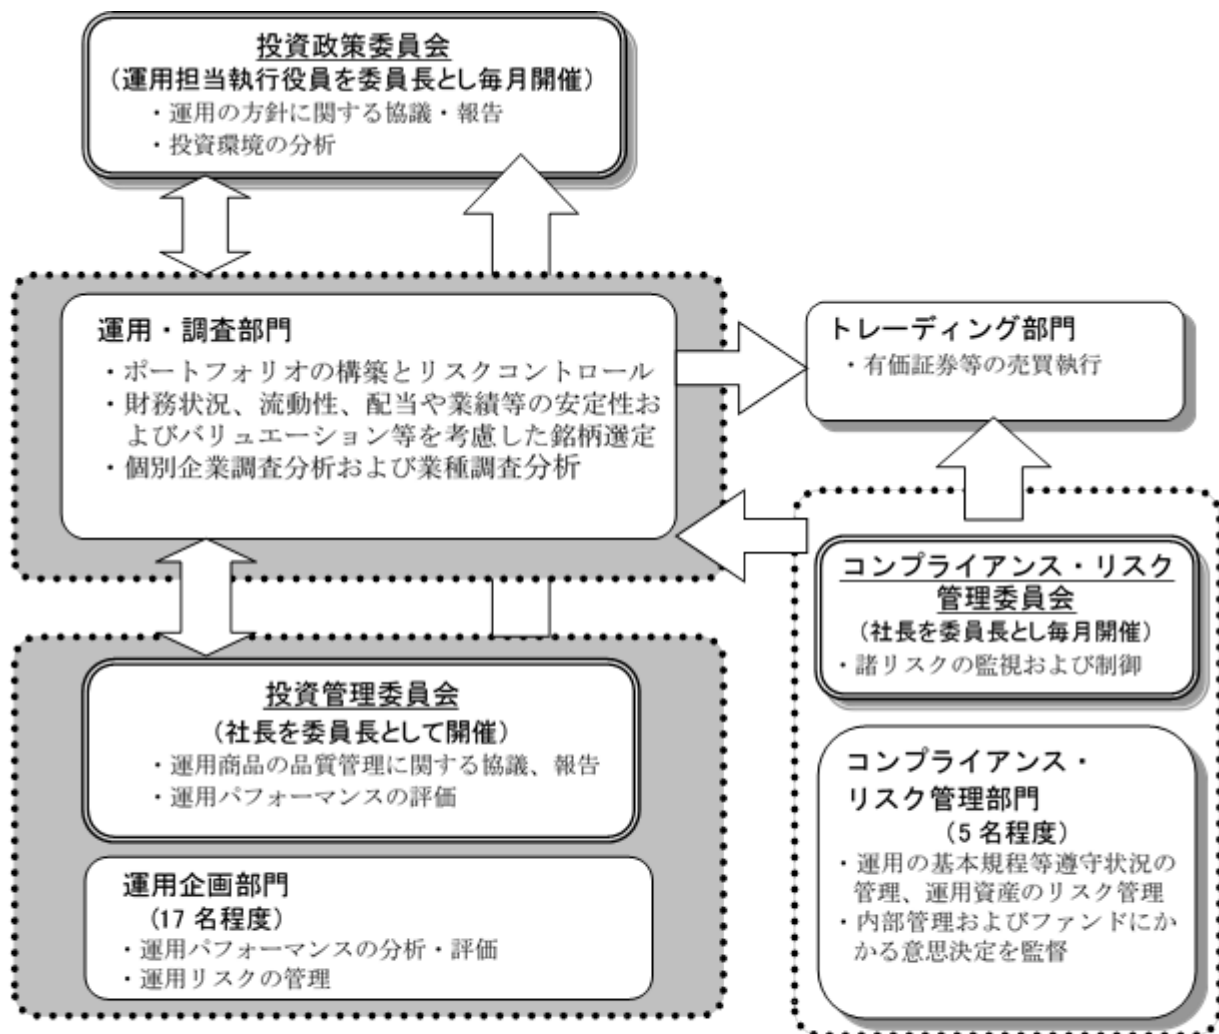 投資政策委員会
(運用担当執行役員を委員長とし毎月開催)
・運用の方針に関する協議・報告
・投資環境の分析
運用・調査部門
・ポートフォリオの構築とリスクコントロール
・財務状況、流動性、配当や業績等の安定性お
よびバリュエーション等を考慮した銘柄選定
・個別企業調査分析および業種調査分析
トレーディング部門
・有価証券等の売買執行
コンプライアンス・リスク
管理委員会
(社長を委員長とし毎月開催)
・諸リスクの監視および制御
投資管理委員会
(社長を委員長として開催)
・運用商品の品質管理に関する協議、報告
・運用パフォーマンスの評価
運用企画部門
(17名程度)
・運用パフォーマンスの分析・評価
・運用リスクの管理
コンプライアンス・
リスク管理部門
(5名程度)
・運用の基本規程等遵守状況の
管理、運用資産のリスク管理
・内部管理およびファンドにか
かる意思決定を監督